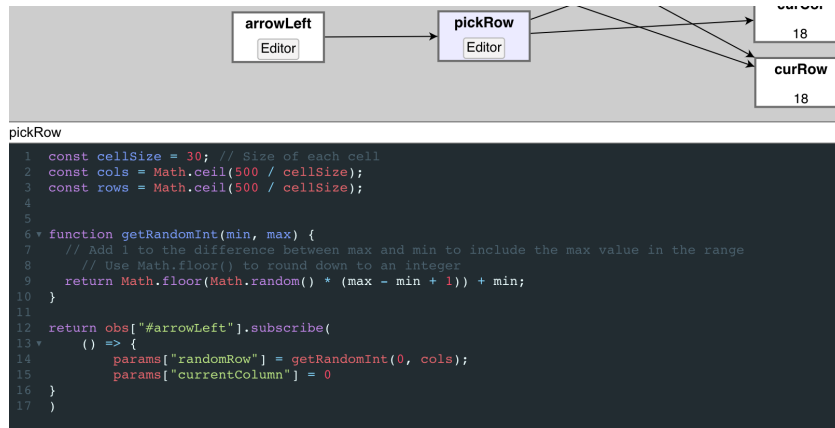 arrowLeft
Editor
pickRow
Editor
18
curRow
18
pickRow
1 const cellSize = 30; // Size of each cell
2 const cols = Math.ceil(500 / cellSize);
3 const rows = Math.ceil(500 / cellSize);
4
5
6 function getRandomInt(min, max) {
7 // Add 1 to the difference between max and min to include the max value in the range
8 // Use Math.floor() to round down to an integer
9 return Math.floor(Math.random() * (max - min + 1)) + min;
10 }
11
12 return obs["#arrowLeft"].subscribe(
13 () => {
14 params["randomRow"] = getRandomInt(0, cols);
15 params["currentColumn"] = 0
16 }
17 )